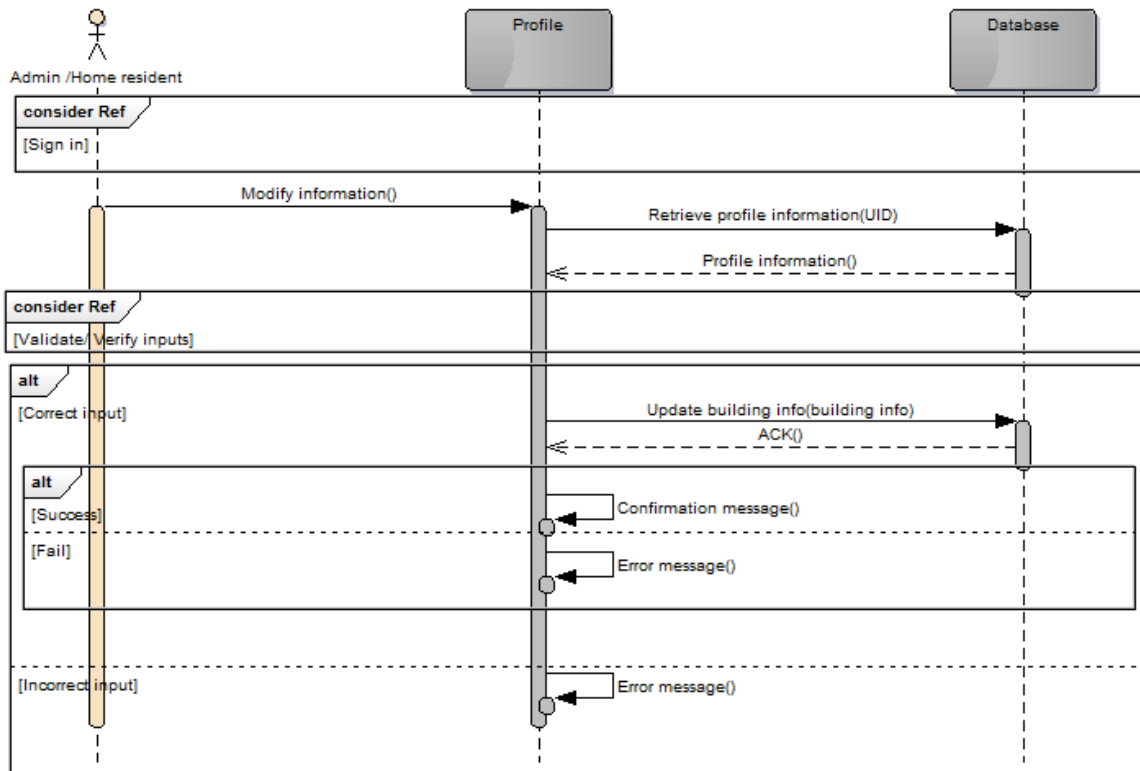 Profile
Database
Admin /Home resident
consider Ref
[Sign in]
Modify information()
Retrieve profile information(UID)
Profile information()
consider Ref
[Validate/ Verify inputs]
alt
[Correct input]
Update building info(building info)
ACK()
alt
[Success]
Confirmation message()
[Fail]
Error message()
[Incorrect input]
Error message()